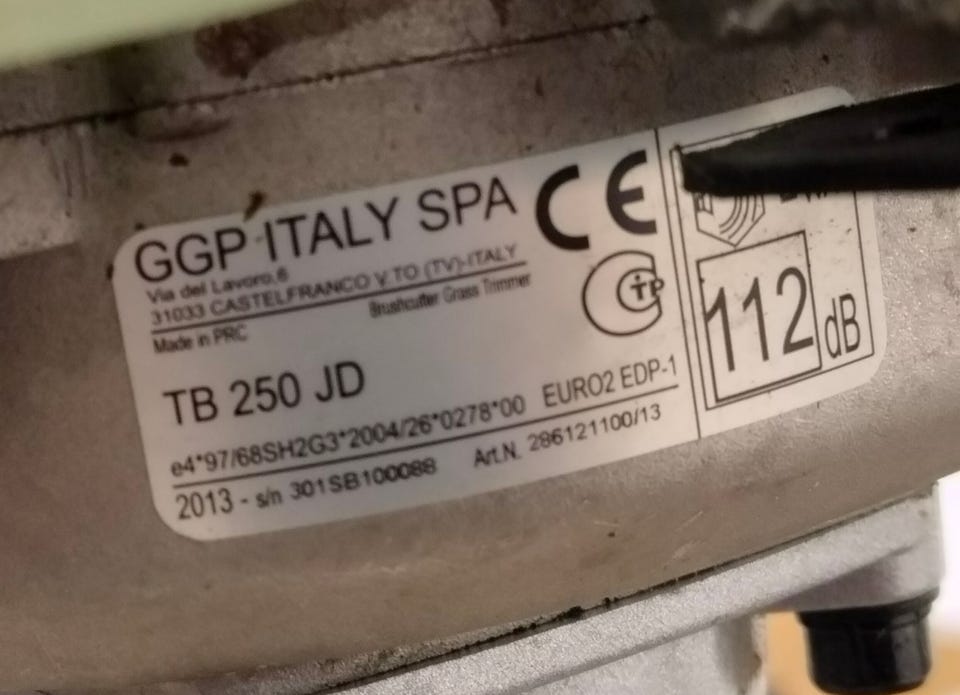 GGP ITALY SPA
CE
Via del Lavoro,6
31033 CASTELFRANCO V.TO (TV)-ITALY
Made in PRC
Brushcutter Grass Trimmer
TB 250 JD
e4*97/68SH2G3*2004/26*0278*00 EURO2 EDP-1
2013 - s/n 301SB100088 Art.N. 286121100/13
112 dB